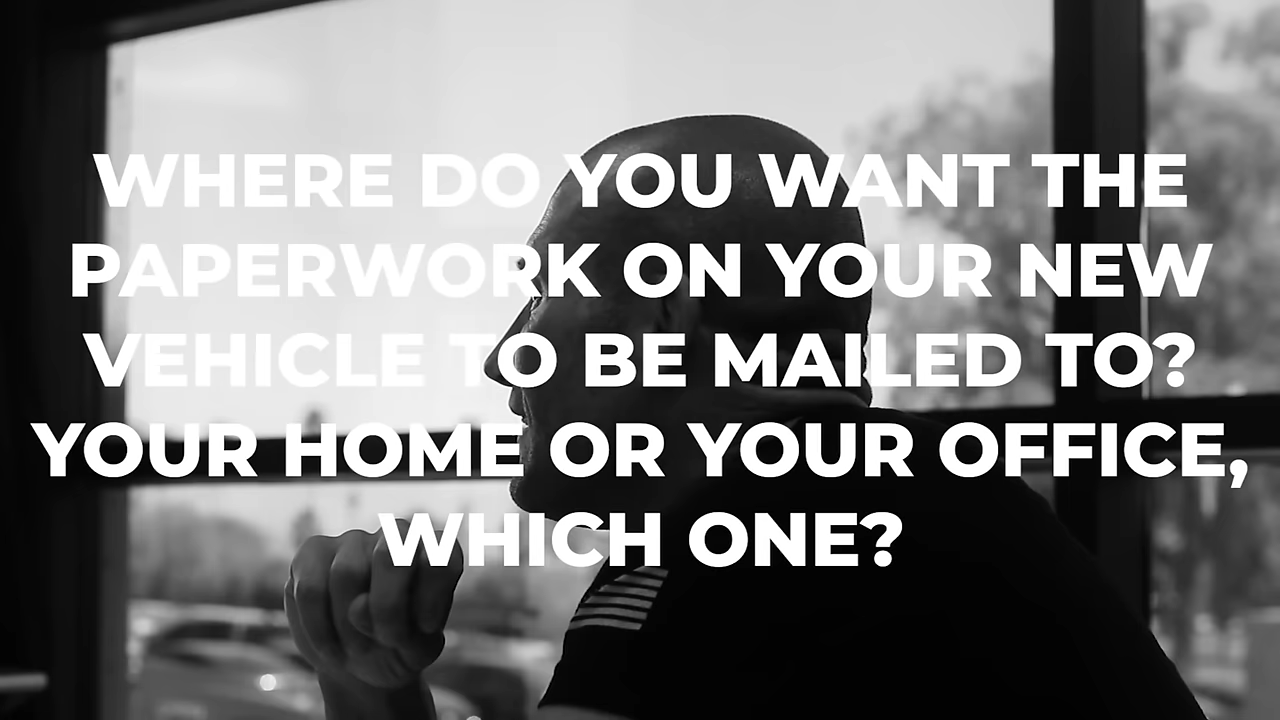 WHERE DO YOU WANT THE
PAPERWORK ON YOUR NEW
VEHICLE TO BE MAILED TO?
YOUR HOME OR YOUR OFFICE,
WHICH ONE?